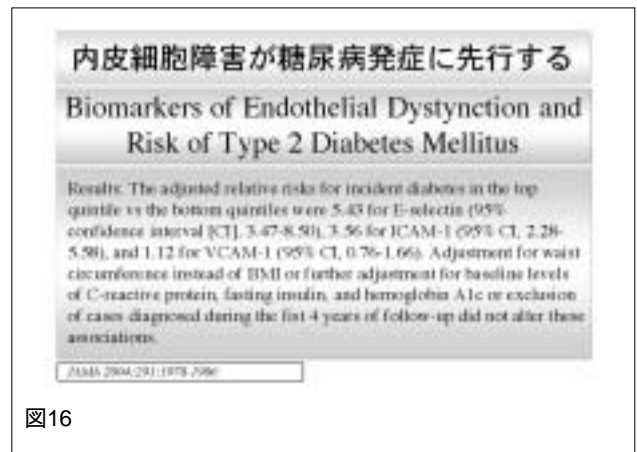 内皮細胞障害が糖尿病発症に先行する
Biomarkers of Endothelial Dystynction and
Risk of Type 2 Diabetes Mellitus
Results: The adjusted relative risks for incident diabetes in the top
quintile vs the bottom quintiles were 5.43 for E-selectin (95%
confidence interval [CI], 3.47-8.50), 3.56 for ICAM-1 (95% CI, 2.28-
5.58), and 1.12 for VCAM-1 (95% CI, 0.76-1.66). Adjustment for waist
circumference instead of BMI or further adjustment for baseline levels
of C-reactive protein, fasting insulin, and hemoglobin A1c or exclusion
of cases diagnosed during the fist 4 years of follow-up did not alter these
associations.
JAMA 2004;291:1978-1986
図16